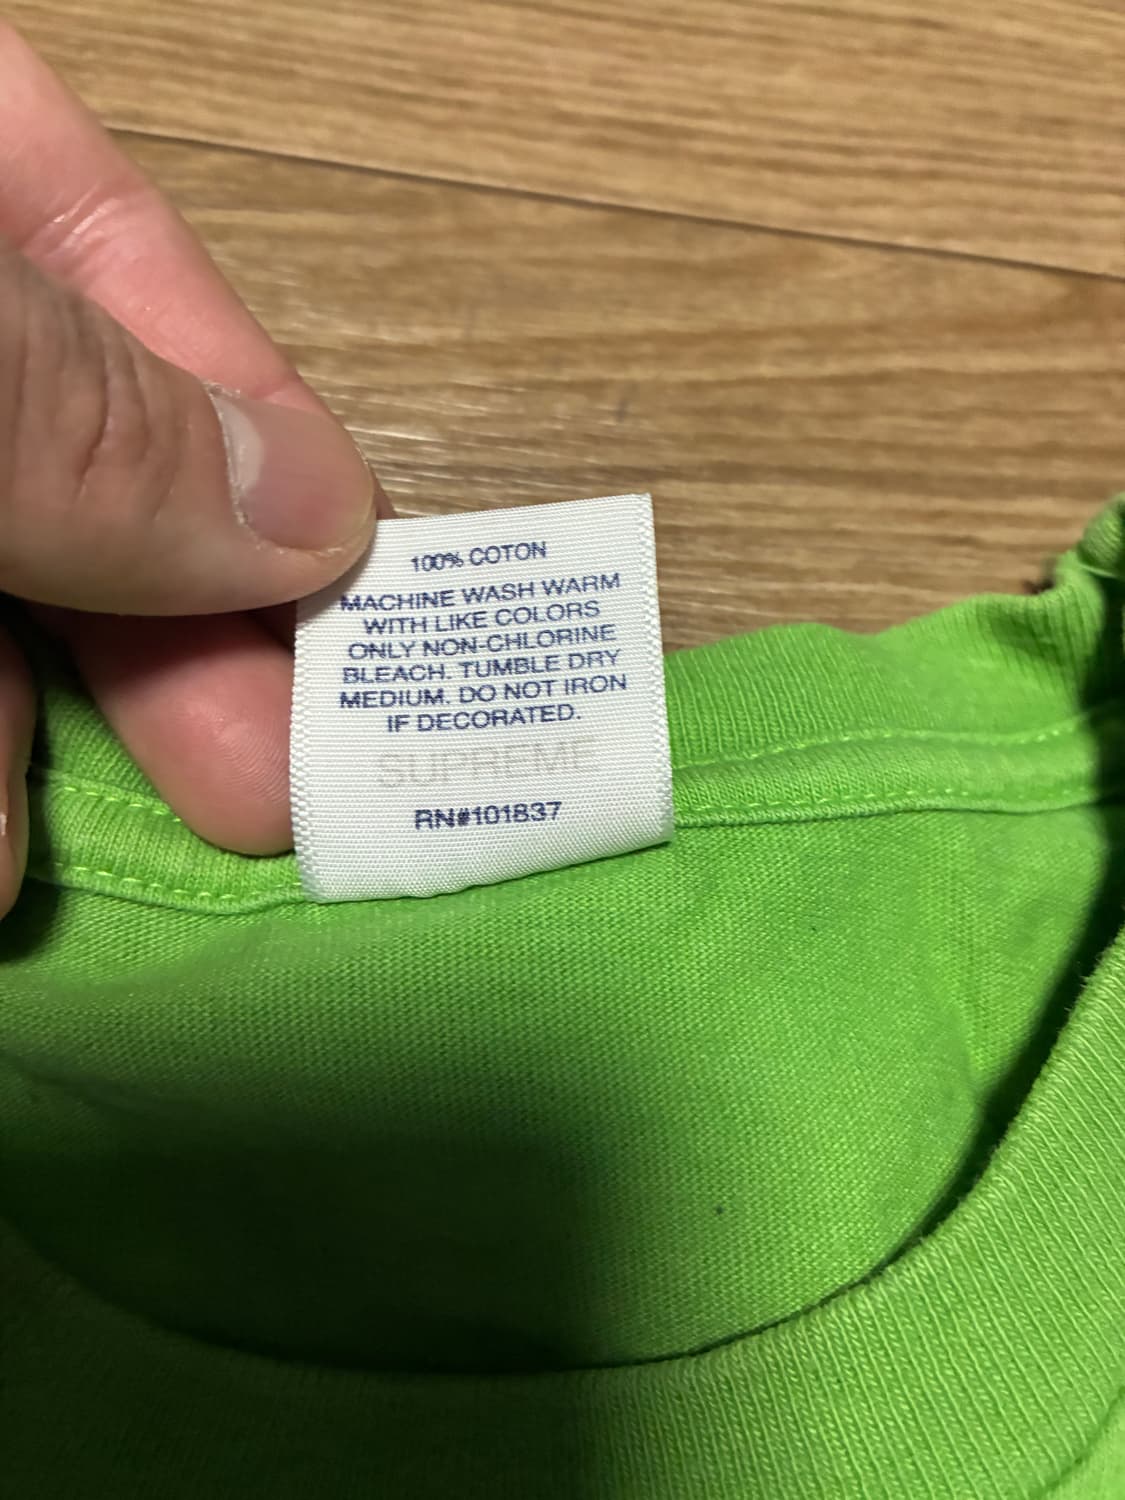 100% COTON
MACHINE WASH WARM
WITH LIKE COLORS
ONLY NON-CHLORINE
BLEACH. TUMBLE DRY
MEDIUM. DO NOT IRON
IF DECORATED.
SUPREME
RN#101837